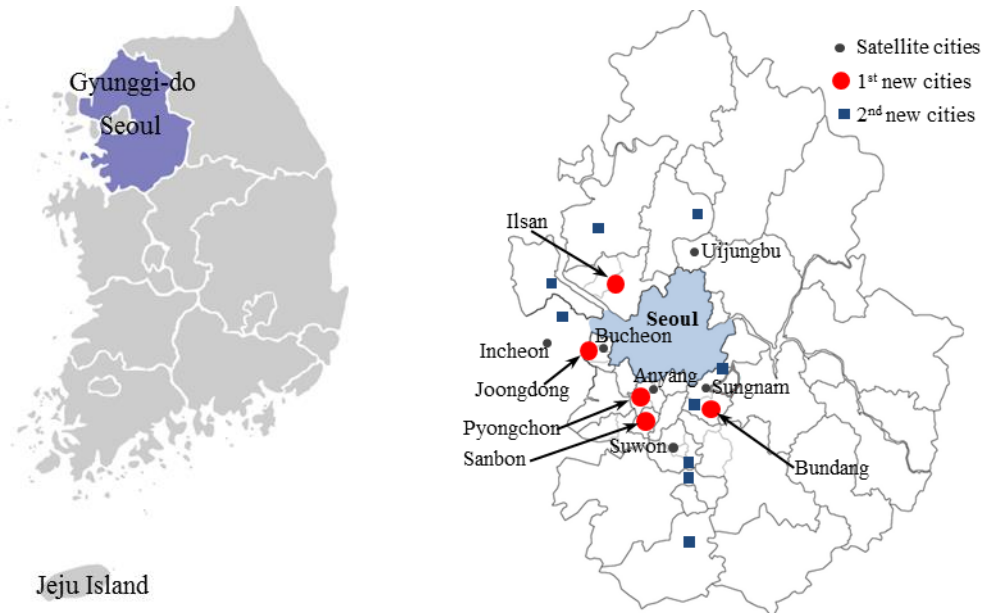 Gyunggi-do
Seoul
Jeju Island
Satellite cities
1st new cities
2nd new cities
Ilsan
Uijungbu
Seoul
Bucheon
Incheon
Joongdong
Anyang
Sungnam
Pyongchon
Sanbon
Suwon
Bundang